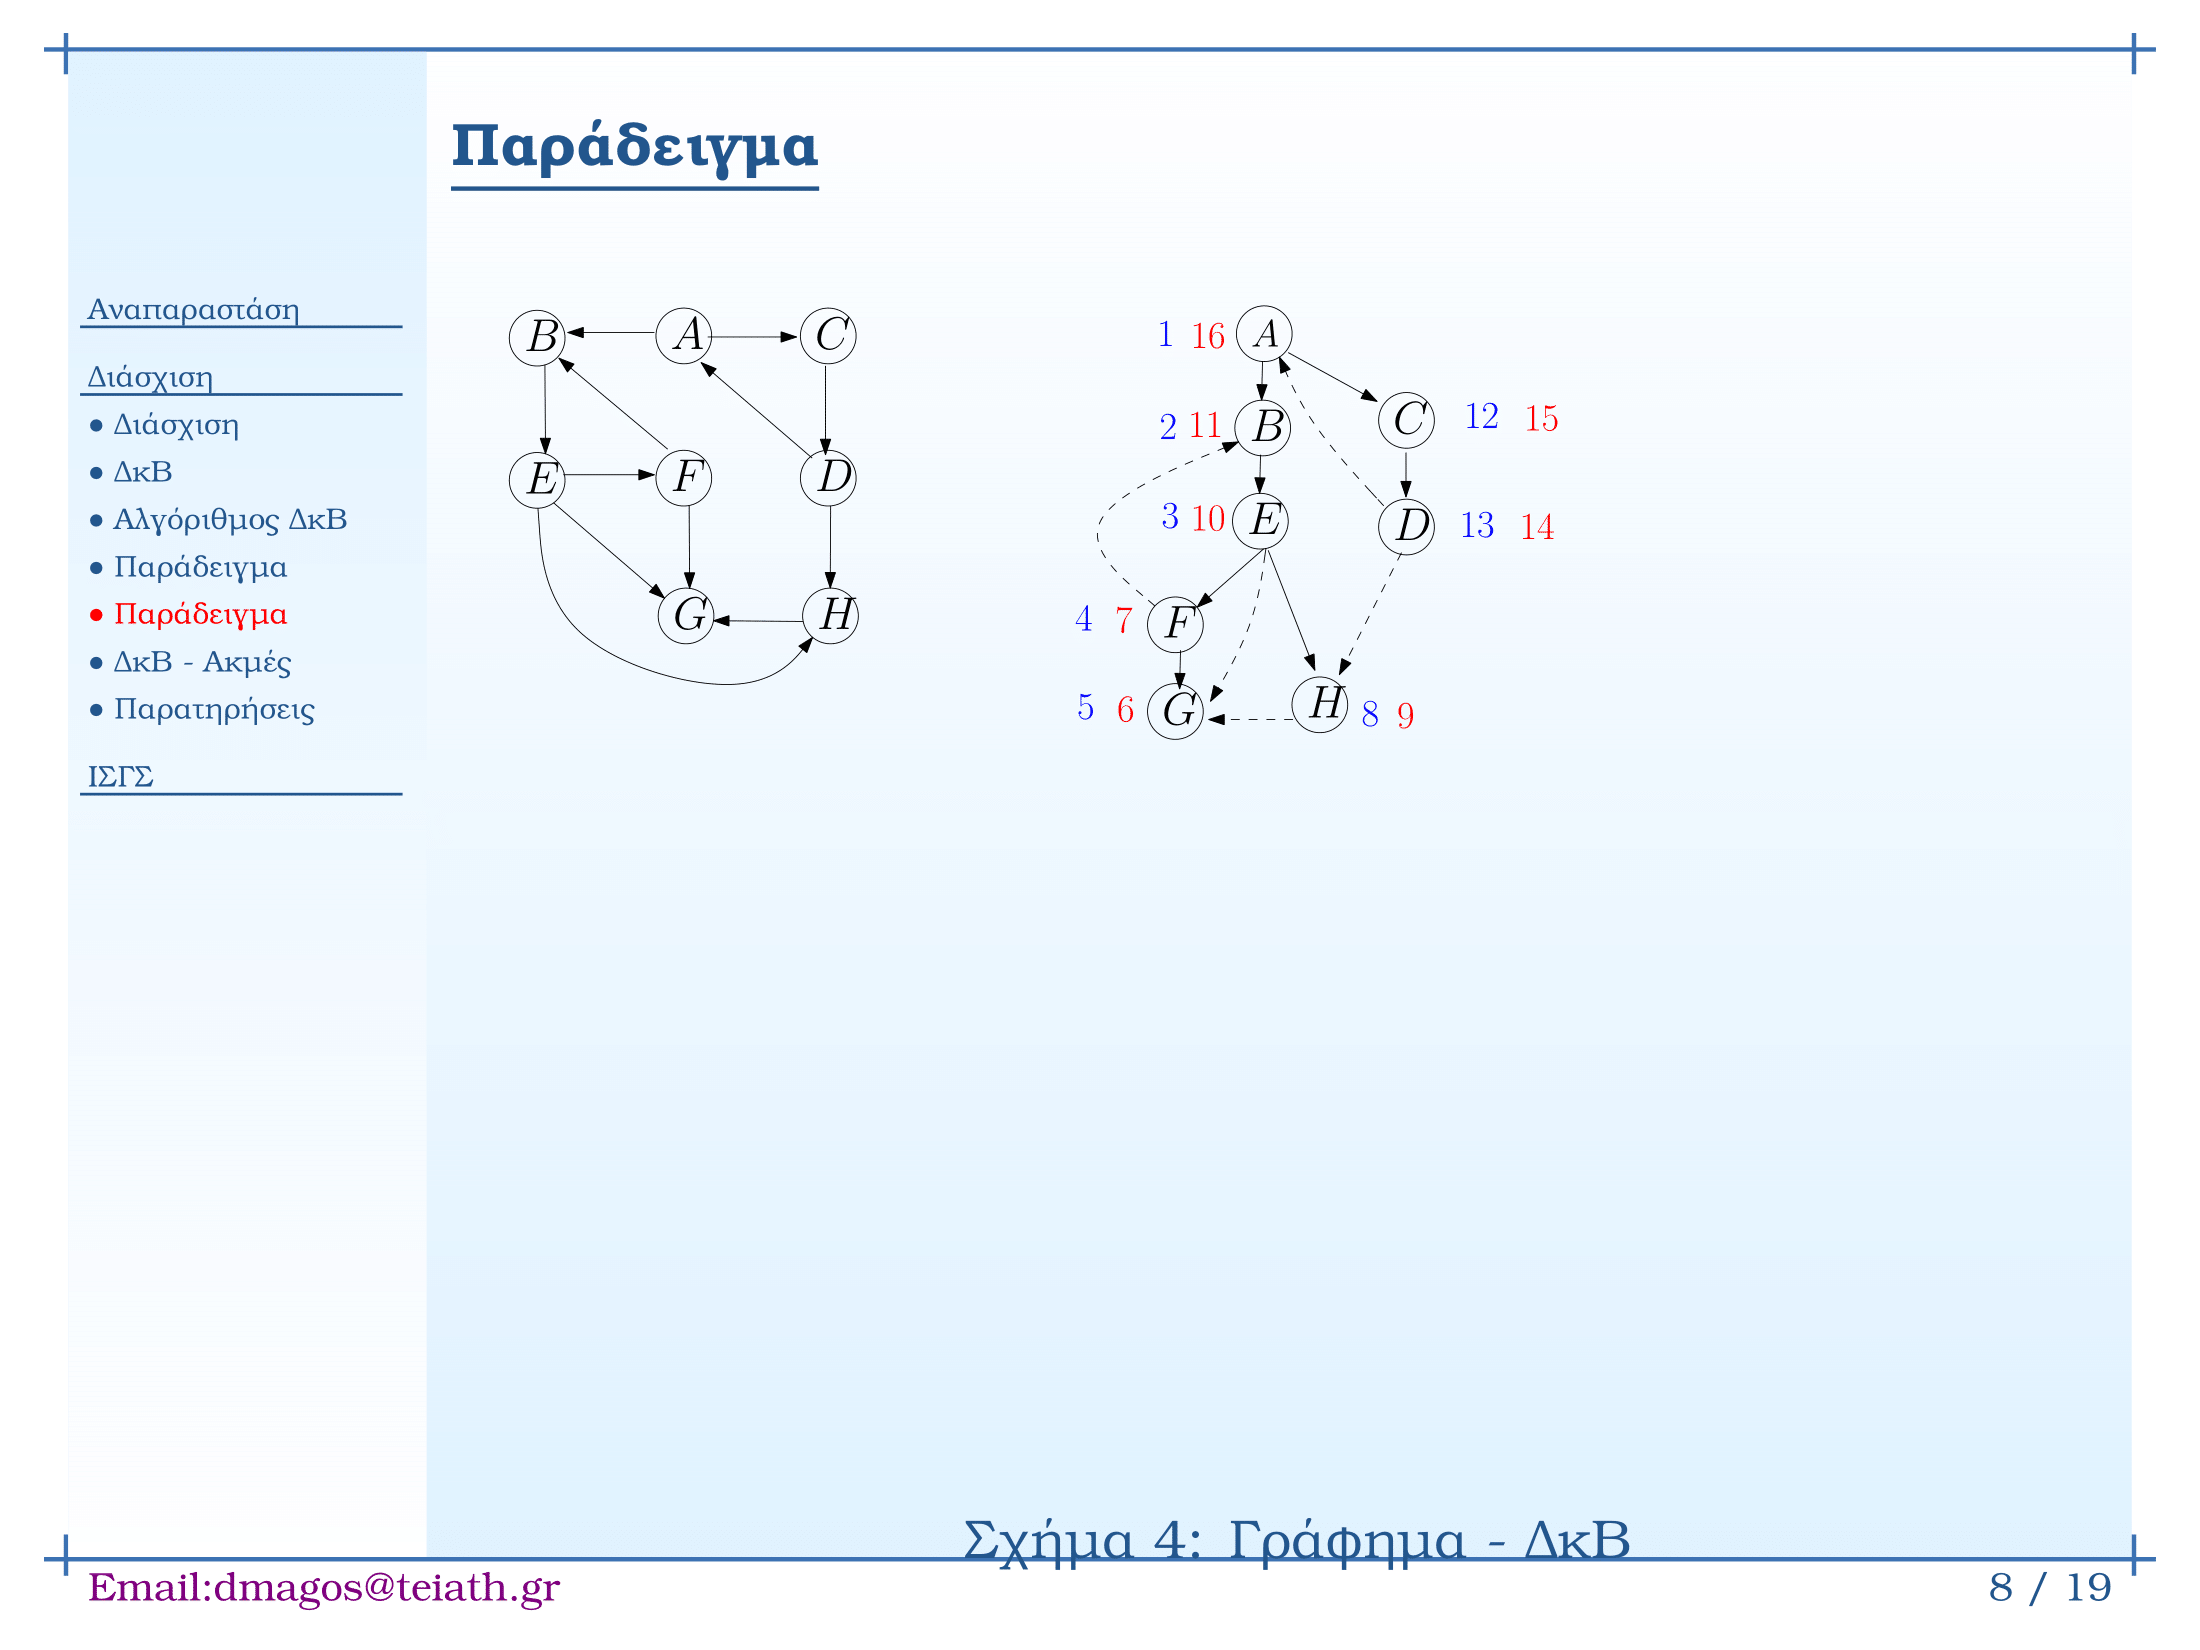 Παράδειγμα
Αναπαράσταση
Διάσχιση
● Διάσχιση
● ΔκΒ
● Αλγόριθμος ΔκΒ
● Παράδειγμα
● Παράδειγμα
● ΔκΒ - Ακμές
● Παρατηρήσεις
ΙΣΓΣ
B A C
E F D
G H
1 16 A
C 12 15
2 11 B
3 10 E
D 13 14
4 7 F
5 6 G
H 8 9
Σχήμα 4: Γράφημα - ΔκΒ
Email:dmagos@teiath.gr
8 / 19